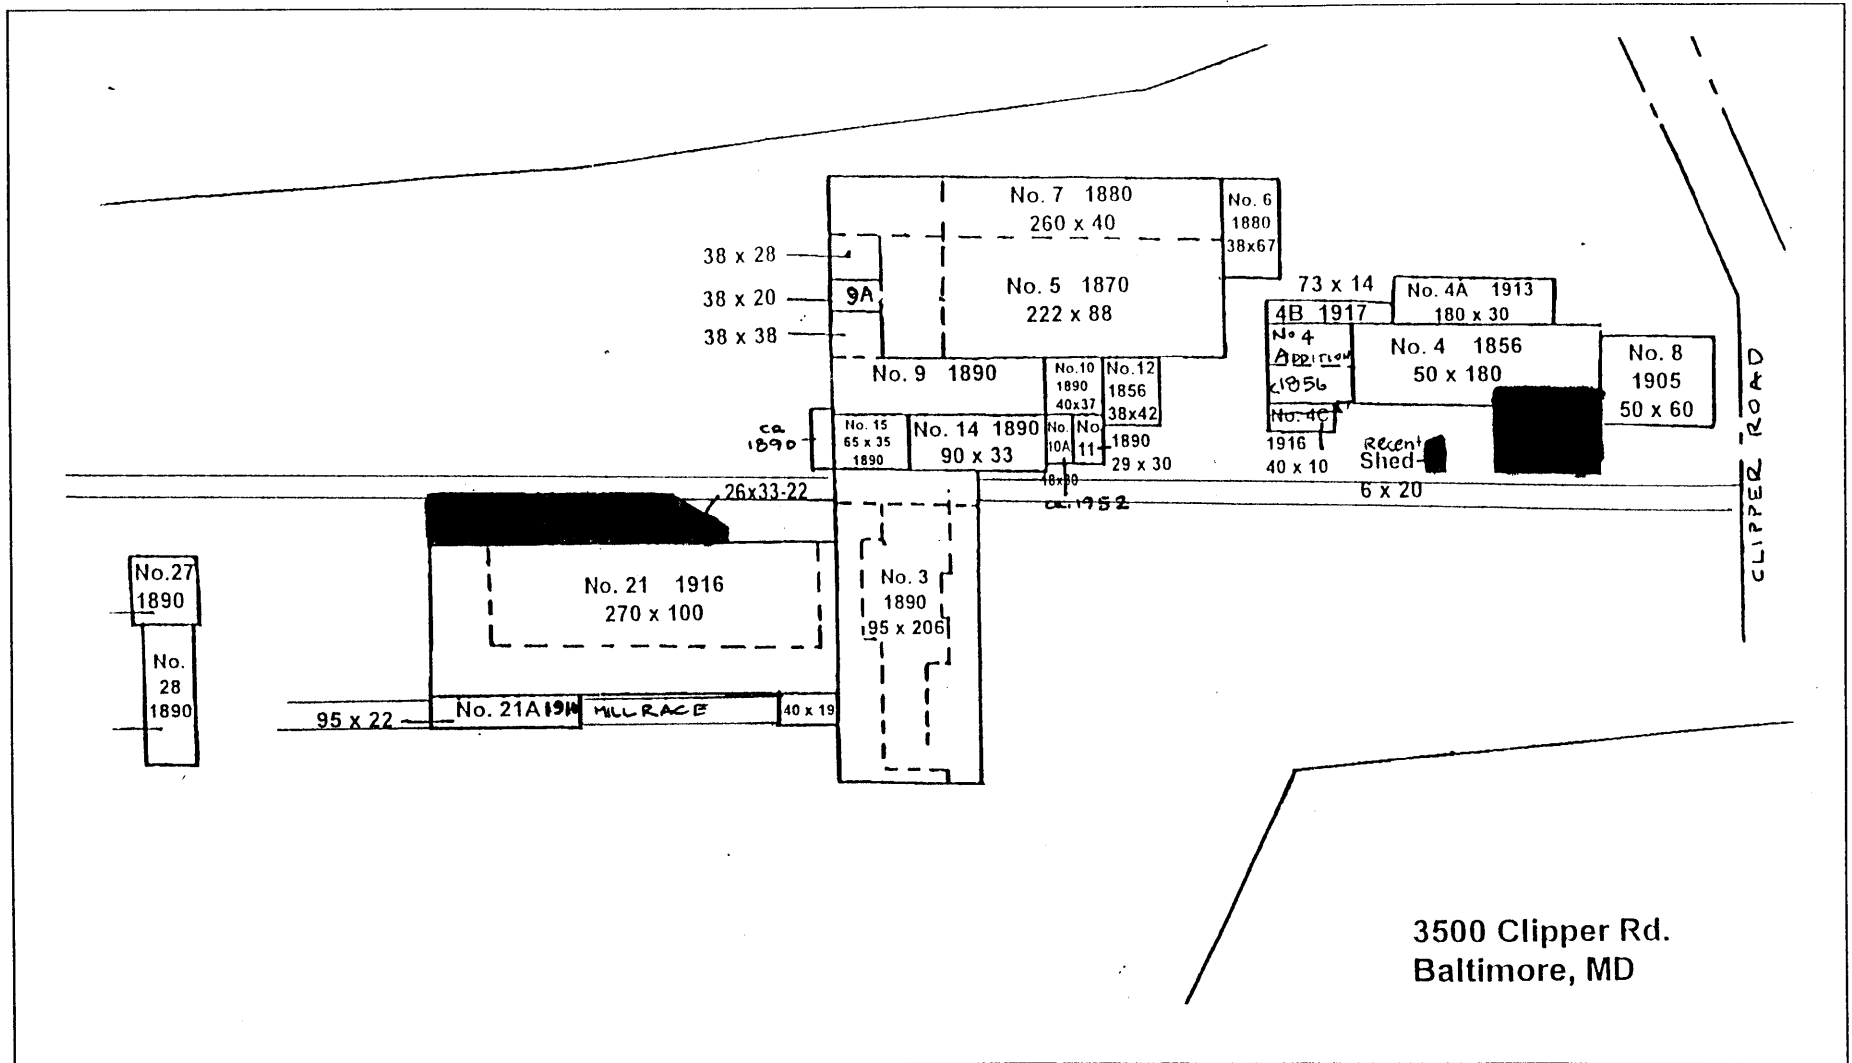 No. 7 1880
260 x 40
No. 6
1880
38x67
38 x 28
38 x 20
9A
38 x 38
No. 5 1870
222 x 88
73 x 14
No. 4A 1913
180 x 30
4B 1917
No 4
ADDITION
c1856
No. 4 1856
50 x 180
No. 8
1905
50 x 60
No. 4C
1916
40 x 10
Recent
Shed
6 x 20
No. 9 1890
No.10
1890
40x37
No.12
1856
38x42
ca
1890
No. 15
65 x 35
1890
No. 14 1890
90 x 33
No.
10A
No
11
1890
29 x 30
18x30
ca. 1952
26x33-22
No.27
1890
No.
28
1890
No. 21 1916
270 x 100
No. 3
1890
95 x 206
95 x 22
No. 21A
MILL RACE
40 x 19
CLIPPER ROAD
3500 Clipper Rd.
Baltimore, MD